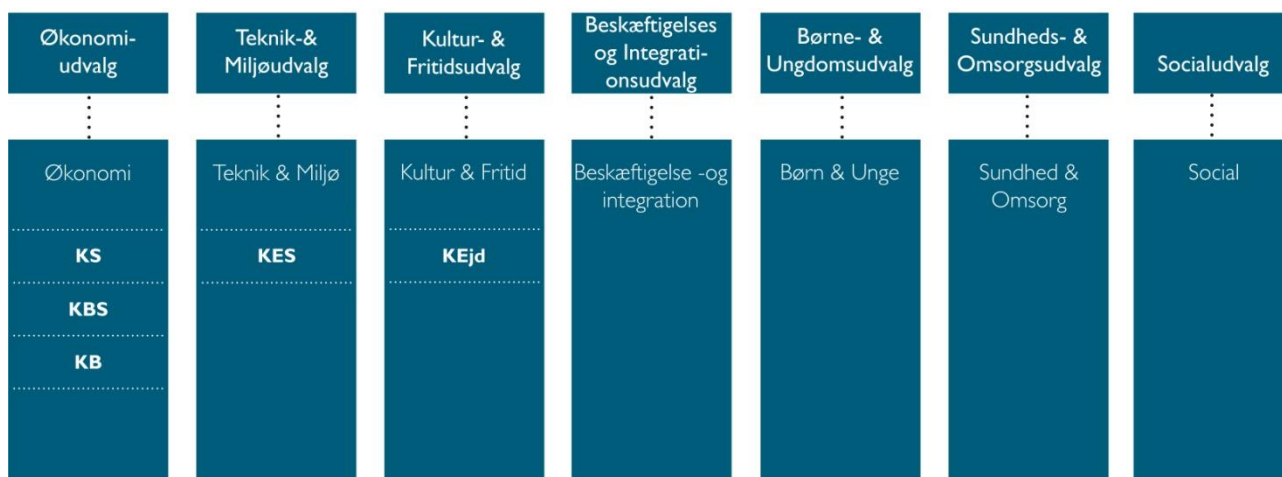 Økonomi-
udvalg
Teknik-&
Miljøudvalg
Kultur- &
Fritidsudvalg
Beskæftigelses
og Integrati-
onsudvalg
Børne- &
Ungdomsudvalg
Sundheds- &
Omsorgsudvalg
Socialudvalg
Økonomi
KS
KBS
KB
Teknik & Miljø
KES
Kultur & Fritid
KEjd
Beskæftigelse -og
integration
Børn & Unge
Sundhed &
Omsorg
Social